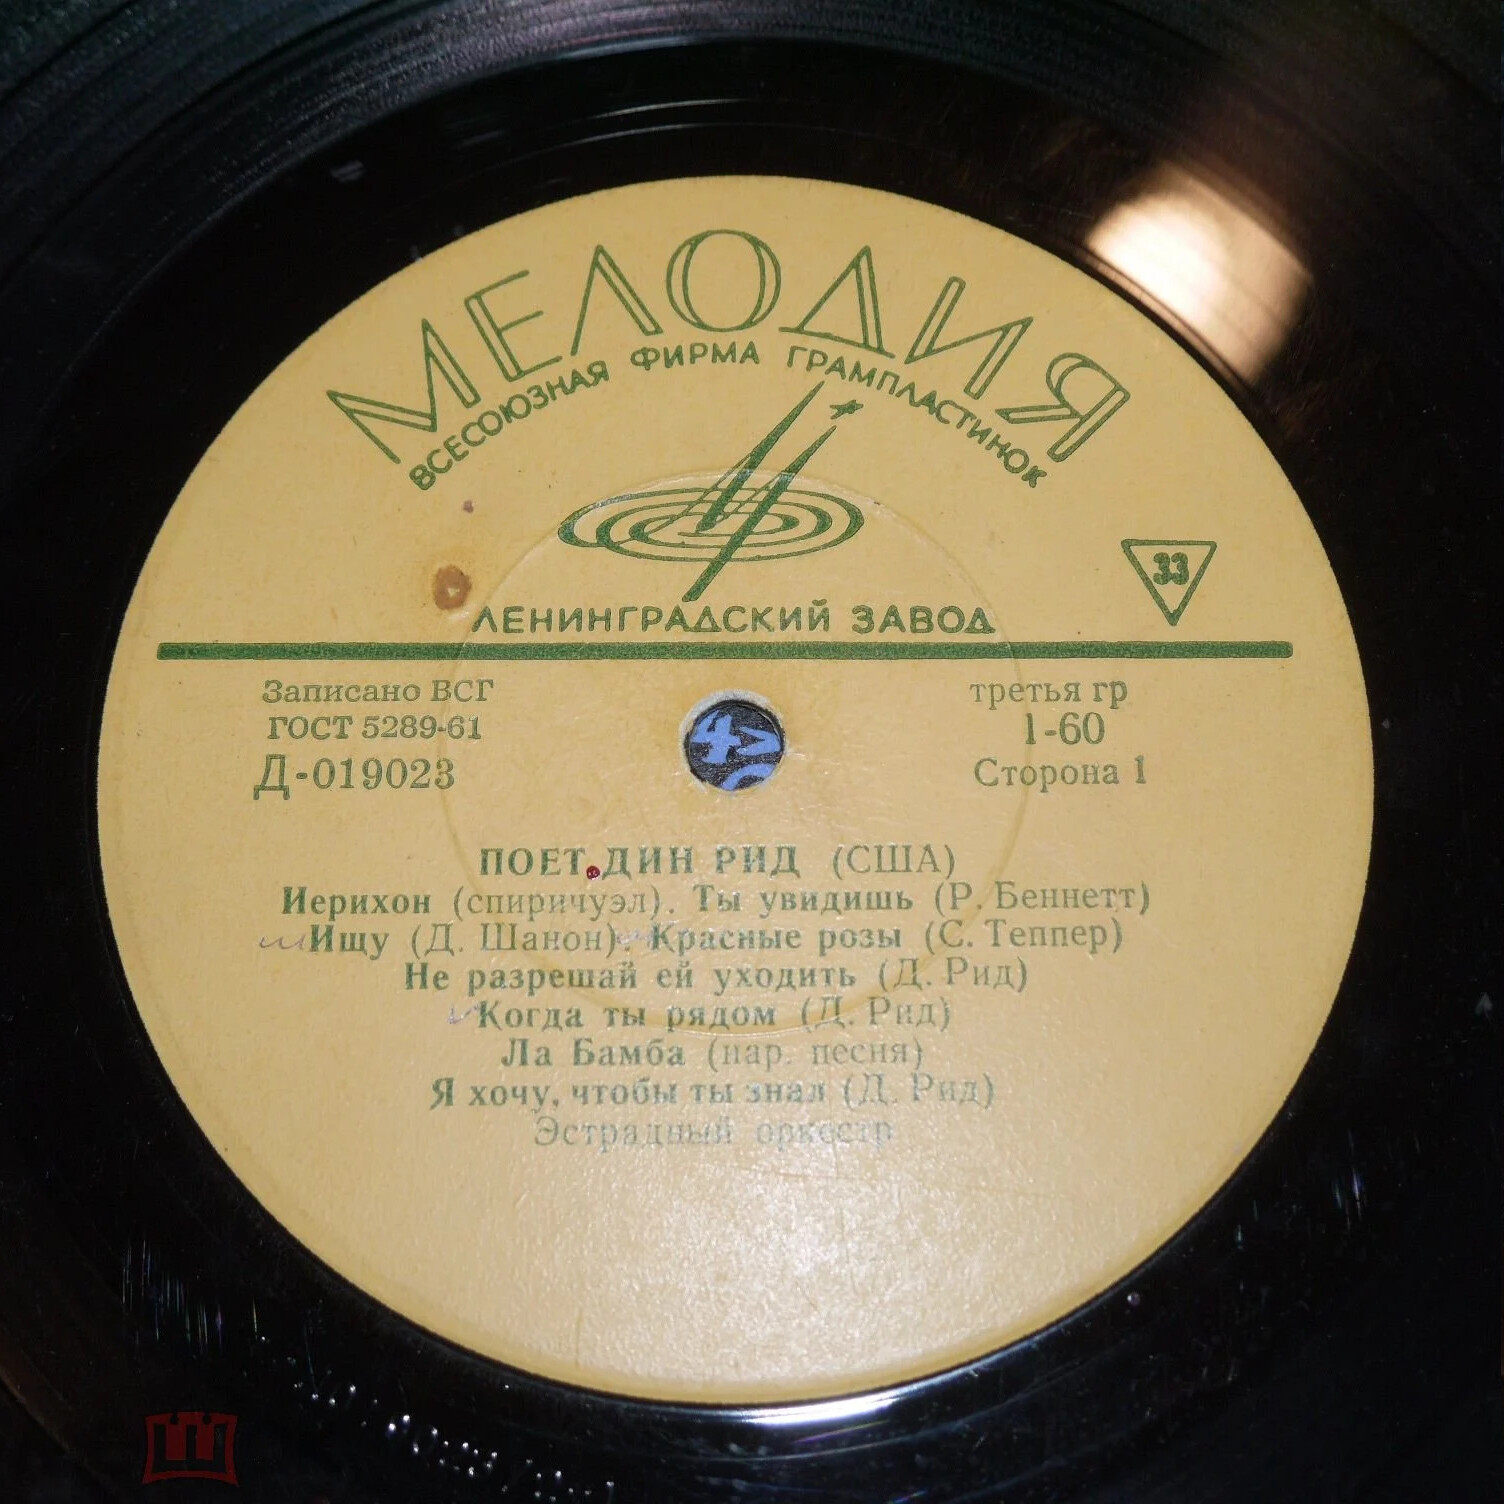 МЕЛОДИЯ
ВСЕСОЮЗНАЯ ФИРМА ГРАМПЛАСТИНОК
33
ЛЕНИНГРАДСКИЙ ЗАВОД
Записано ВСГ
ГОСТ 5289-61
Д-019023
третья гр
1-60
Сторона 1
ПОЕТ ДИН РИД (США)
Иерихон (спиричуэл). Ты увидишь (Р. Беннетт)
Ищу (Д. Шанон). Красные розы (С. Теппер)
Не разрешай ей уходить (Д. Рид)
Когда ты рядом (Д. Рид)
Ла Бамба (нар. песня)
Я хочу, чтобы ты знал (Д. Рид)
Эстрадный оркестр